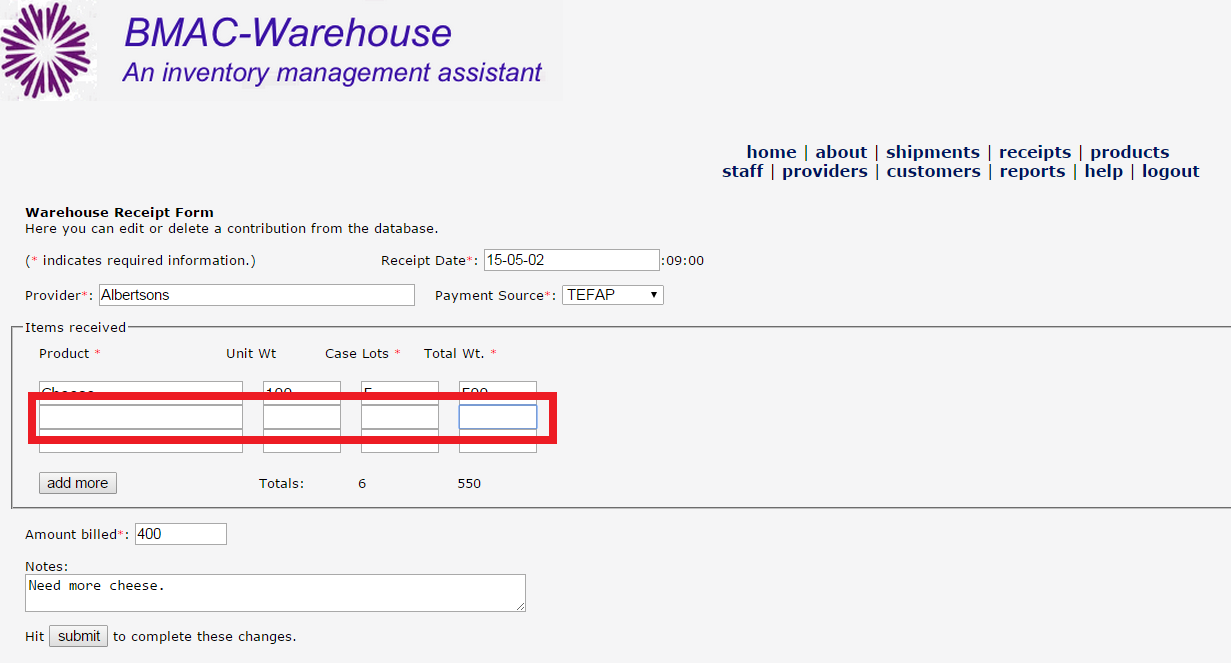 BMAC-Warehouse
An inventory management assistant
home | about | shipments | receipts | products
staff | providers | customers | reports | help | logout
Warehouse Receipt Form
Here you can edit or delete a contribution from the database.
(* indicates required information.) Receipt Date*: 15-05-02 :09:00
Provider*: Albertsons Payment Source*: TEFAP
Items received
Product * Unit Wt Case Lots * Total Wt. *
Cheese 100 5 500
add more Totals: 6 550
Amount billed*: 400
Notes:
Need more cheese.
Hit submit to complete these changes.